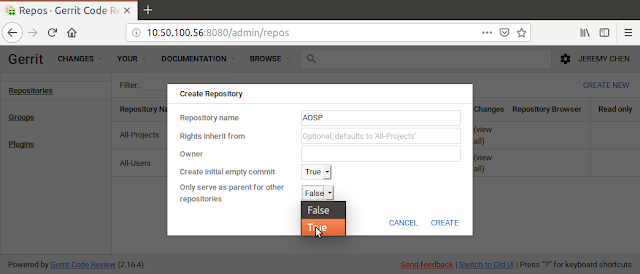 Repos · Gerrit Code Re
10.50.100.56:8080/admin/repos
Gerrit CHANGES YOUR DOCUMENTATION BROWSE JEREMY CHEN
Repositories
Groups
Plugins
Filter:
CREATE NEW
Repository Na Changes Repository Browser Read only
All-Projects (view all)
All-Users (view all)
Create Repository
Repository name AOSP
Rights inherit from Optional, defaults to 'All-Projects'
Owner
Create initial empty commit True
Only serve as parent for other
repositories False
False
True
CANCEL CREATE
Powered by Gerrit Code Review (2.16.4) Send feedback | Switch to Old UI | Press "?" for keyboard shortcuts